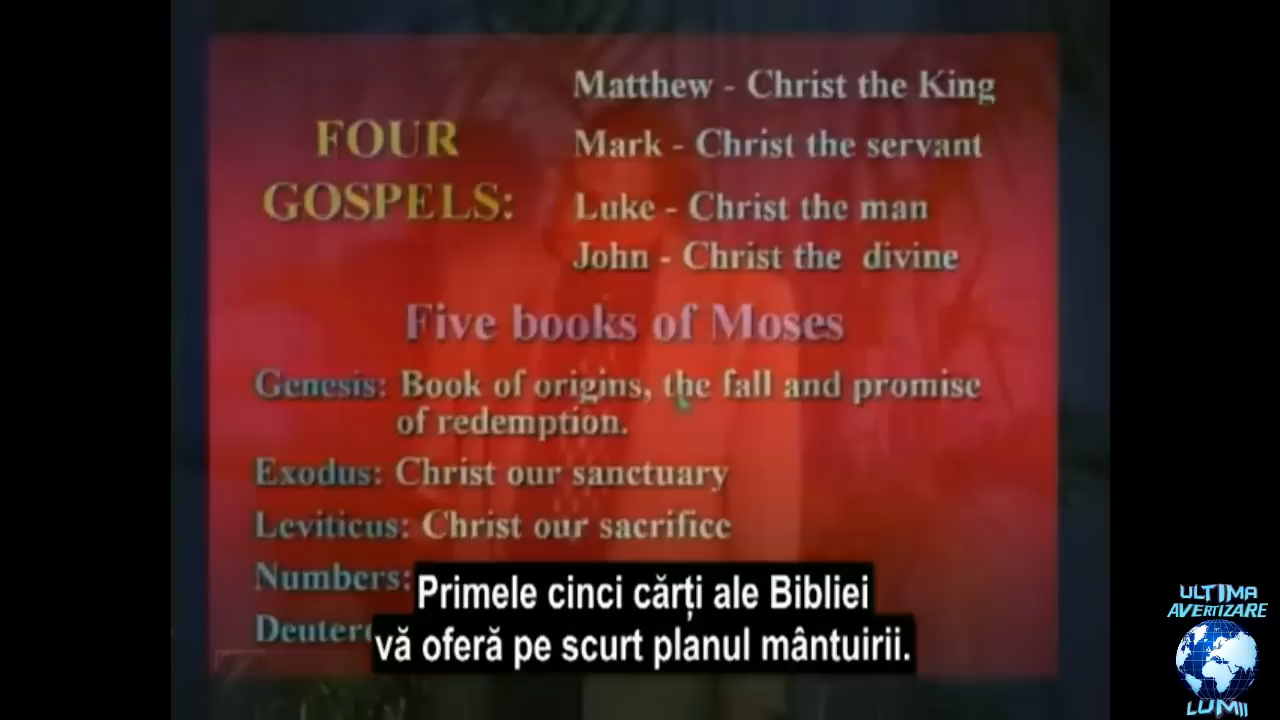 Matthew - Christ the King
FOUR
GOSPELS:
Mark - Christ the servant
Luke - Christ the man
John - Christ the divine
Five books of Moses
Genesis: Book of origins, the fall and promise
of redemption.
Exodus: Christ our sanctuary
Leviticus: Christ our sacrifice
Numbers:
Primele cinci cărți ale Bibliei
vă oferă pe scurt planul mântuirii.
ULTIMA
AVERTIZARE
LUMII